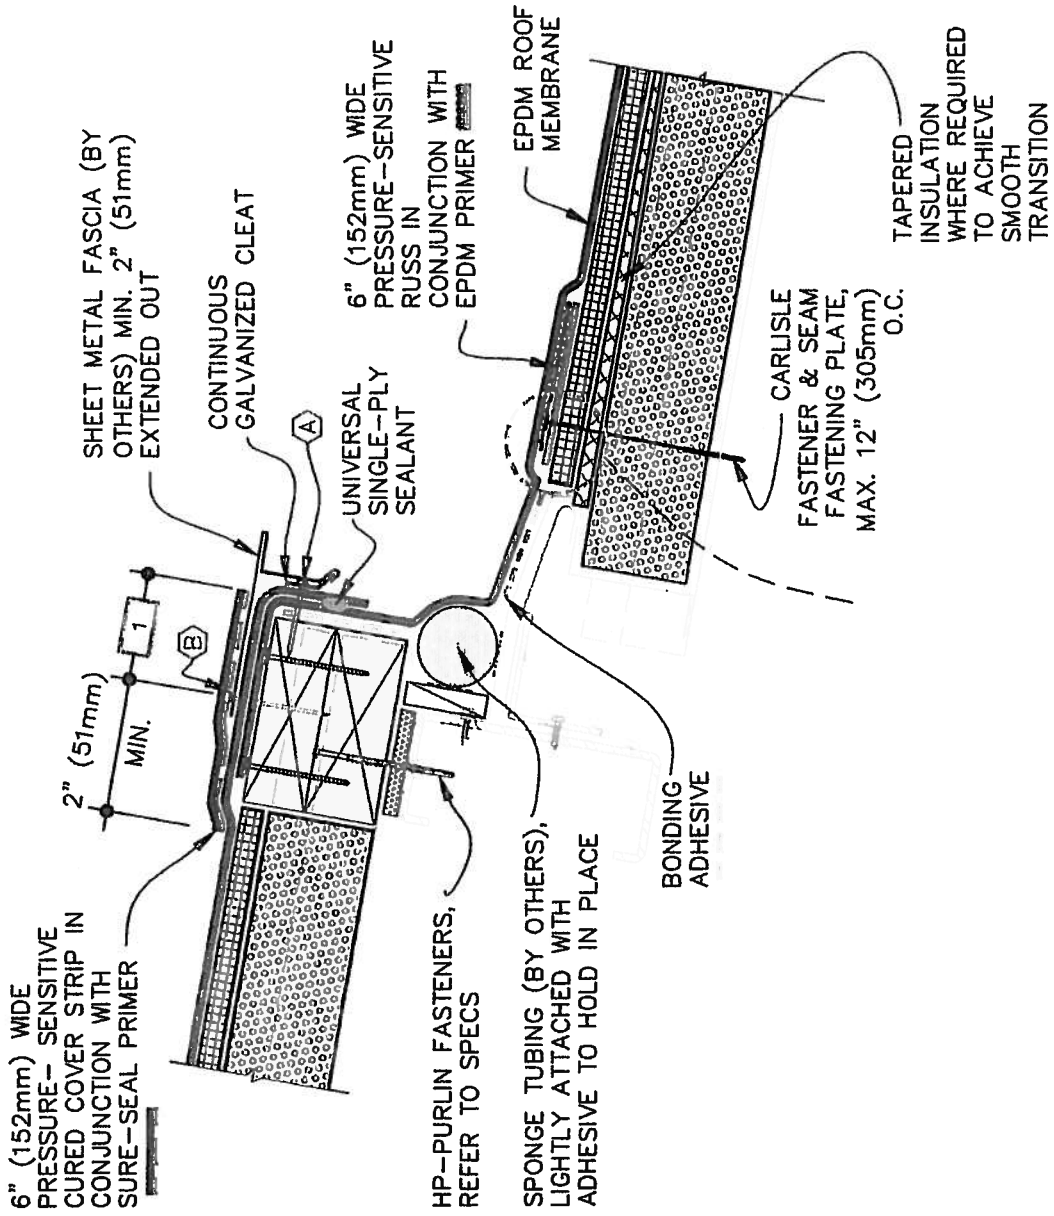 6" (152mm) WIDE
PRESSURE- SENSITIVE
CURED COVER STRIP IN
CONJUNCTION WITH
SURE-SEAL PRIMER
2" (51mm)
MIN.
1
B
SHEET METAL FASCIA (BY
OTHERS) MIN. 2" (51mm)
EXTENDED OUT
CONTINUOUS
GALVANIZED CLEAT
A
UNIVERSAL
SINGLE-PLY
SEALANT
6" (152mm) WIDE
PRESSURE-SENSITIVE
RUSS IN
CONJUNCTION WITH
EPDM PRIMER
EPDM ROOF
MEMBRANE
HP-PURLIN FASTENERS,
REFER TO SPECS
SPONGE TUBING (BY OTHERS),
LIGHTLY ATTACHED WITH
ADHESIVE TO HOLD IN PLACE
BONDING
ADHESIVE
CARLISLE
FASTENER & SEAM
FASTENING PLATE,
MAX. 12" (305mm)
O.C.
TAPERED
INSULATION
WHERE REQUIRED
TO ACHIEVE
SMOOTH
TRANSITION